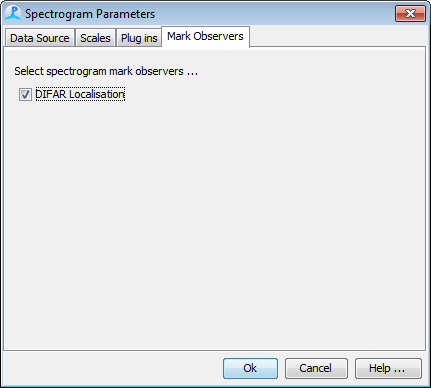 Spectrogram Parameters
Data Source Scales Plug ins Mark Observers
Select spectrogram mark observers ...
DIFAR Localisation
Ok Cancel Help ...